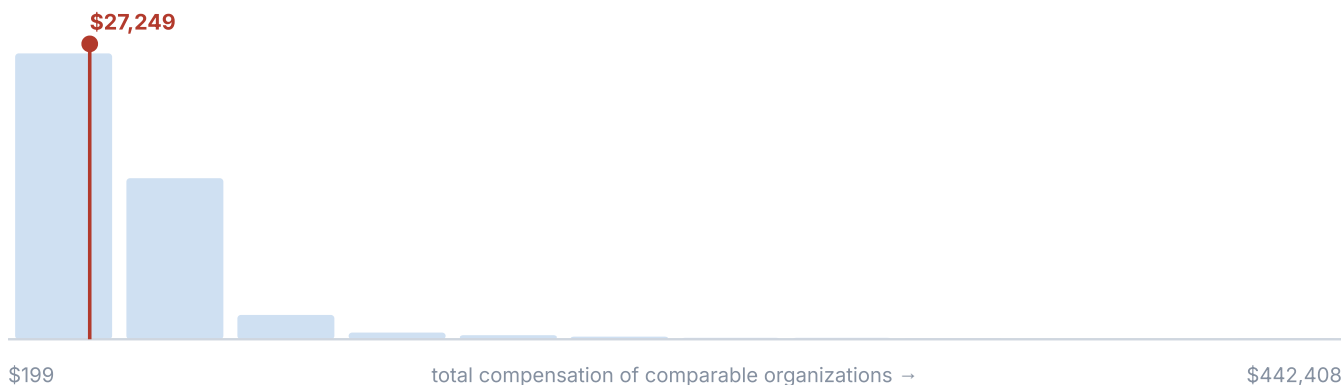 $27,249
$199 total compensation of comparable organizations → $442,408